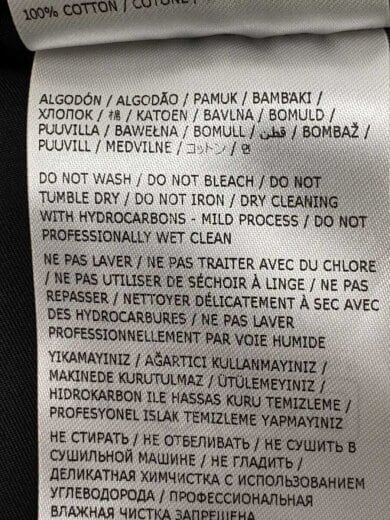 100% COTTON / COTONE /
ALGODÓN / ALGODÃO / PAMUK / BAMBAKI /
ХЛОПОК / 棉 / KATOEN / BAVLNA / BOMULD /
PUUVILLA / BAWEŁNA / BOMULL / قطن / BOMBAŽ /
PUUVILL / MEDVILNE / コットン / 면
DO NOT WASH / DO NOT BLEACH / DO NOT
TUMBLE DRY / DO NOT IRON / DRY CLEANING
WITH HYDROCARBONS - MILD PROCESS / DO NOT
PROFESSIONALLY WET CLEAN
NE PAS LAVER / NE PAS TRAITER AVEC DU CHLORE
/ NE PAS UTILISER DE SÉCHOIR À LINGE / NE PAS
REPASSER / NETTOYER DÉLICATEMENT À SEC AVEC
DES HYDROCARBURES / NE PAS LAVER
PROFESSIONNELLEMENT PAR VOIE HUMIDE
YIKAMAYINIZ / AĞARTICI KULLANMAYINIZ /
MAKINEDE KURUTULMAZ / ÜTÜLEMEYINIZ /
HIDROKARBON ILE HASSAS KURU TEMIZLEME /
PROFESYONEL ISLAK TEMIZLEME YAPMAYINIZ
НЕ СТИРАТЬ / НЕ ОТБЕЛИВАТЬ / НЕ СУШИТЬ В
СУШИЛЬНОЙ МАШИНЕ / НЕ ГЛАДИТЬ /
ДЕЛИКАТНАЯ ХИМЧИСТКА С ИСПОЛЬЗОВАНИЕМ
УГЛЕВОДОРОДА / ПРОФЕССИОНАЛЬНАЯ
ВЛАЖНАЯ ЧИСТКА ЗАПРЕЩЕНА